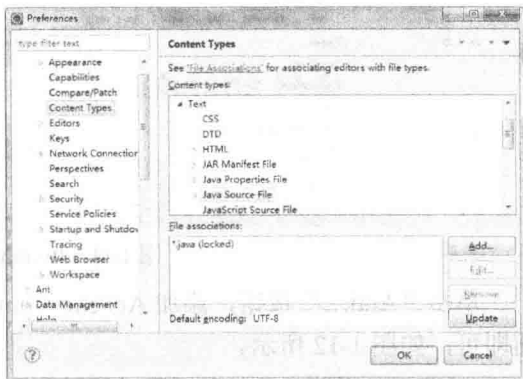 Preferences
type filter text
Appearance
Capabilities
Compare/Patch
Content Types
Editors
Keys
Network Connection
Perspectives
Search
Security
Service Policies
Startup and Shutdov
Tracing
Web Browser
Workspace
Ant
Data Management
Help
Content Types
See 'File Associations' for associating editors with file types.
Content types:
Text
CSS
DTD
HTML
JAR Manifest File
Java Properties File
Java Source File
JavaScript Source File
File associations:
*.java (locked)
Add...
Edit...
Remove
Default encoding: UTF-8
Update
OK
Cancel